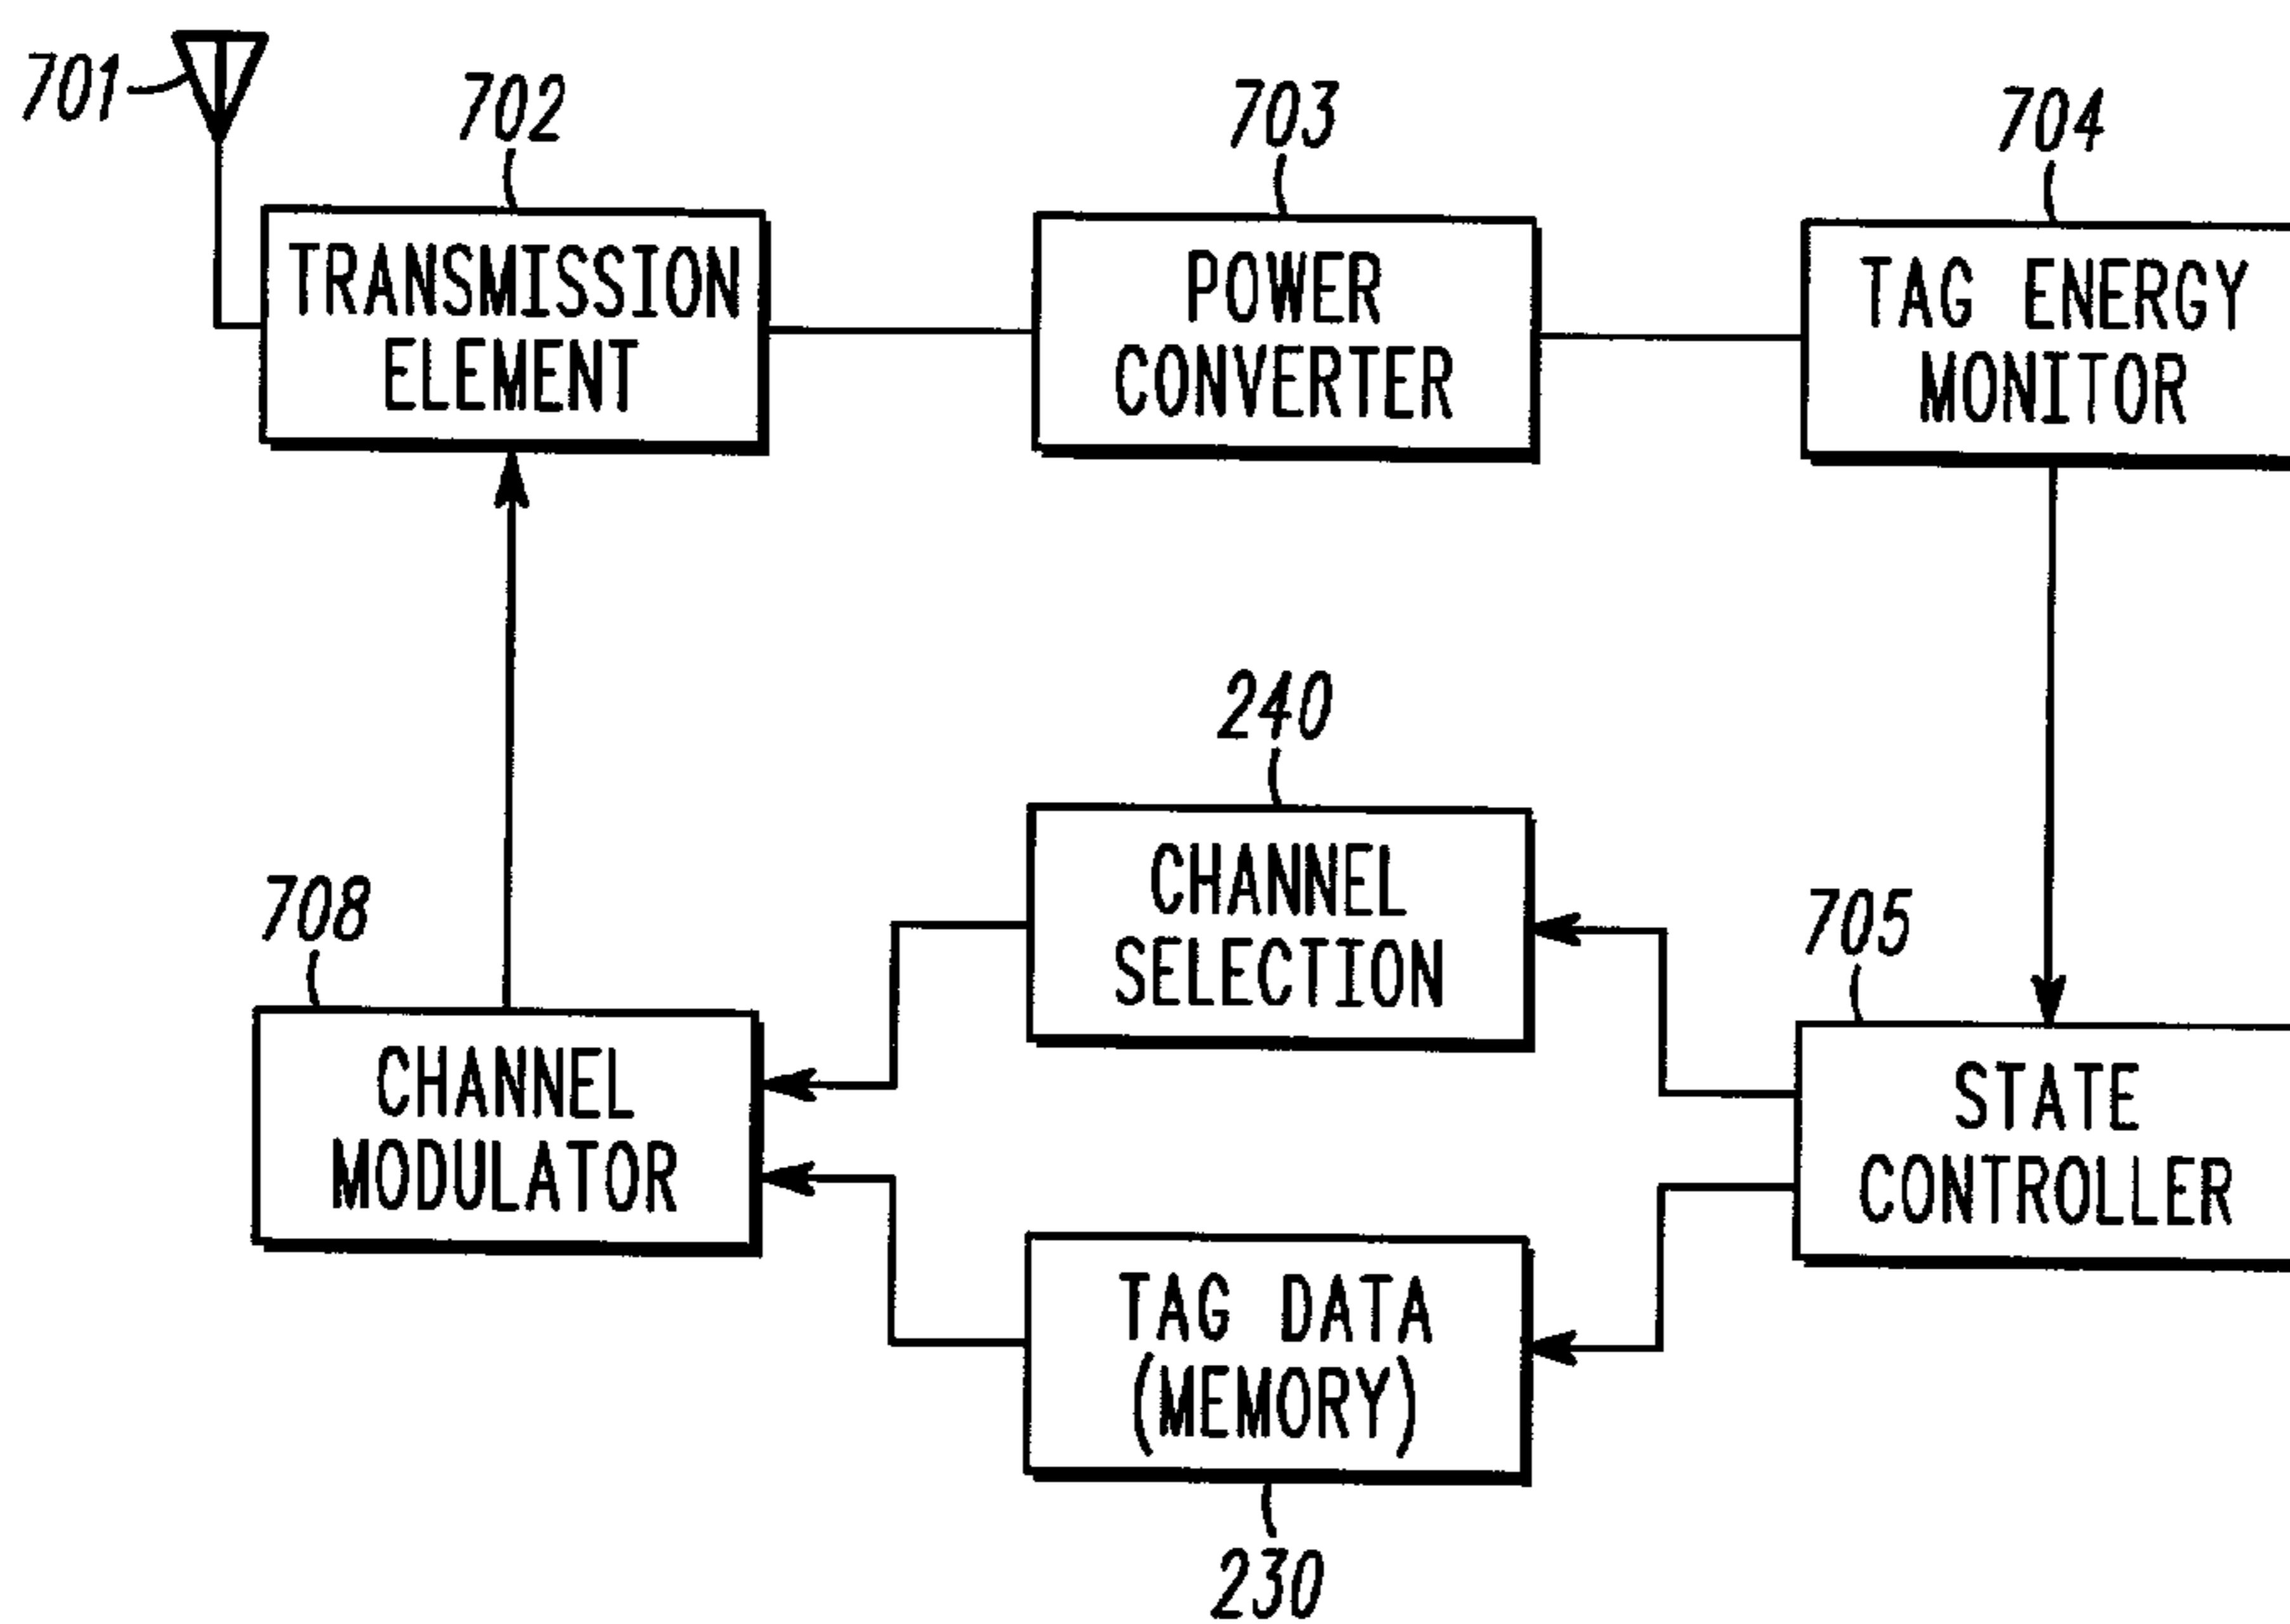 701
702
703
704
TRANSMISSION
ELEMENT
POWER
CONVERTER
TAG ENERGY
MONITOR
240
CHANNEL
SELECTION
708
CHANNEL
MODULATOR
705
STATE
CONTROLLER
TAG DATA
(MEMORY)
230